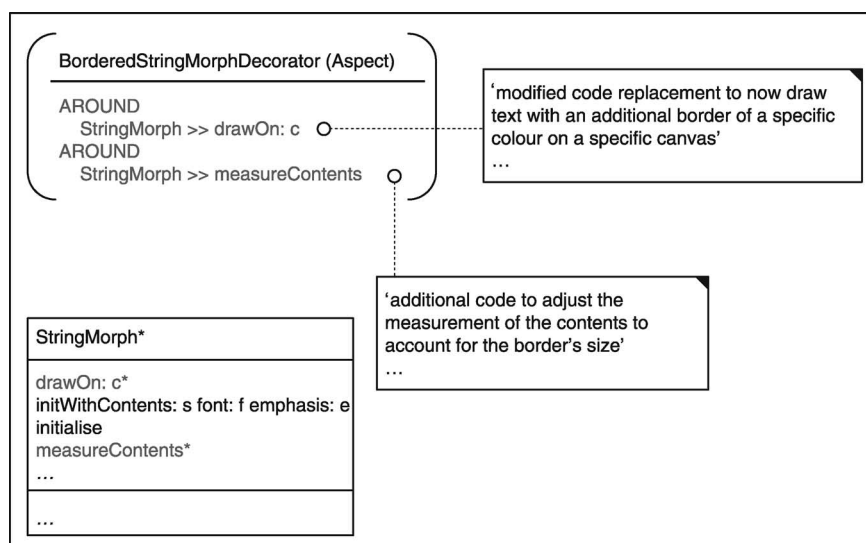 BorderedStringMorphDecorator (Aspect)
AROUND
StringMorph >> drawOn: c
AROUND
StringMorph >> measureContents
‘modified code replacement to now draw
text with an additional border of a specific
colour on a specific canvas’
...
‘additional code to adjust the
measurement of the contents to
account for the border’s size’
...
StringMorph*
drawOn: c*
initWithContents: s font: f emphasis: e
initialise
measureContents*
...
...